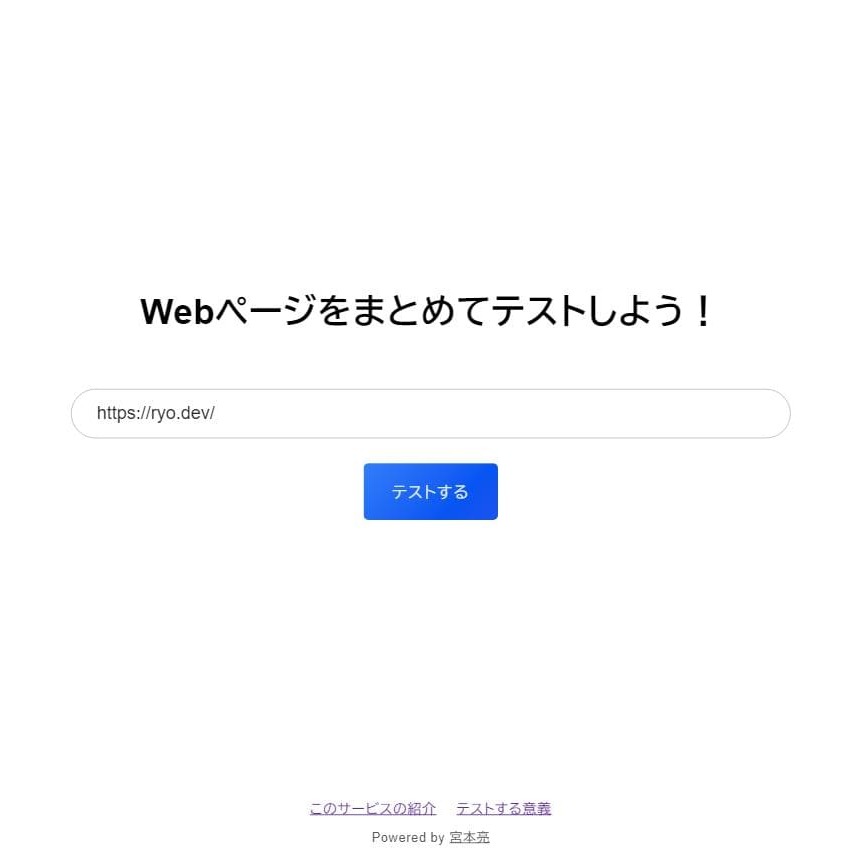 Webページをまとめてテストしよう！
https://ryo.dev/
テストする
このサービスの紹介 テストする意義
Powered by 宮本亮